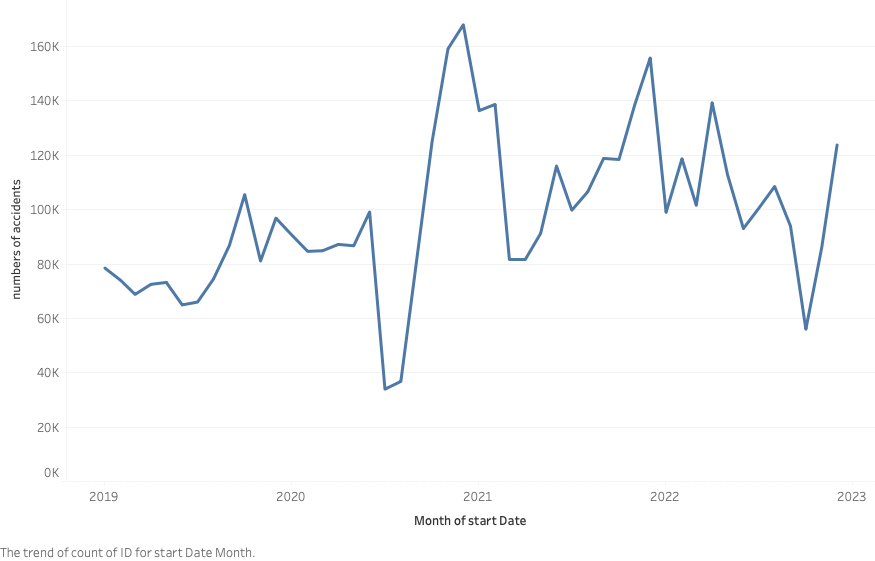 160K
140K
120K
100K
80K
60K
40K
20K
0K
numbers of accidents
2019
2020
2021
2022
2023
Month of start Date
The trend of count of ID for start Date Month.